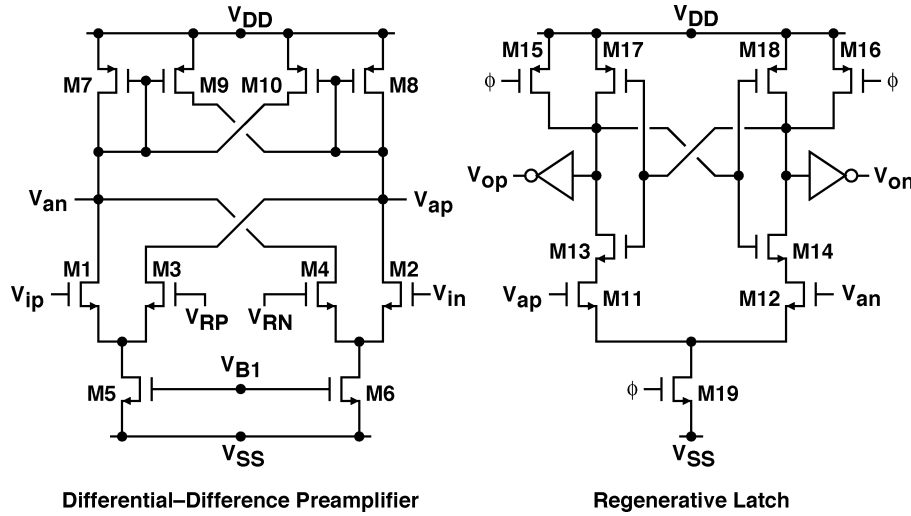 VDD
VDD
M15
M17
M18
M16
M7
M9
M10
M8
ϕ
ϕ
Vop
Von
Van
Vap
M13
M14
M1
M3
M4
M2
Vip
VRP
VRN
Vin
Vap
M11
M12
Van
VB1
M5
M6
ϕ
M19
VSS
VSS
Differential–Difference Preamplifier
Regenerative Latch